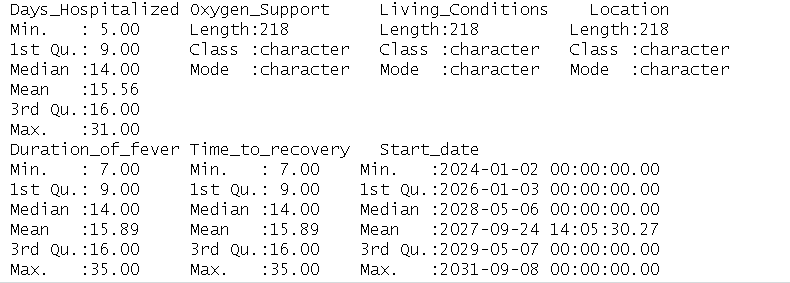 Days_Hospitalized Oxygen_Support     Living_Conditions    Location
Min.   : 5.00     Length:218         Length:218         Length:218
1st Qu.: 9.00     Class :character   Class :character   Class :character
Median :14.00     Mode  :character   Mode  :character   Mode  :character
Mean   :15.56
3rd Qu.:16.00
Max.   :31.00
Duration_of_fever Time_to_recovery   Start_date
Min.   : 7.00     Min.   : 7.00    Min.   :2024-01-02 00:00:00.00
1st Qu.: 9.00     1st Qu.: 9.00    1st Qu.:2026-01-03 00:00:00.00
Median :14.00     Median :14.00    Median :2028-05-06 00:00:00.00
Mean   :15.89     Mean   :15.89    Mean   :2027-09-24 14:05:30.27
3rd Qu.:16.00     3rd Qu.:16.00    3rd Qu.:2029-05-07 00:00:00.00
Max.   :35.00     Max.   :35.00    Max.   :2031-09-08 00:00:00.00